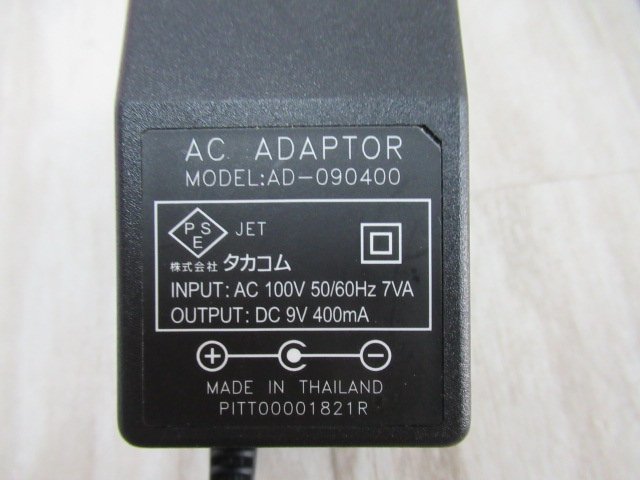 AC ADAPTOR
MODEL:AD-090400
PSE JET
株式会社 タカコム
INPUT: AC 100V 50/60Hz 7VA
OUTPUT: DC 9V 400mA
MADE IN THAILAND
PITT00001821R